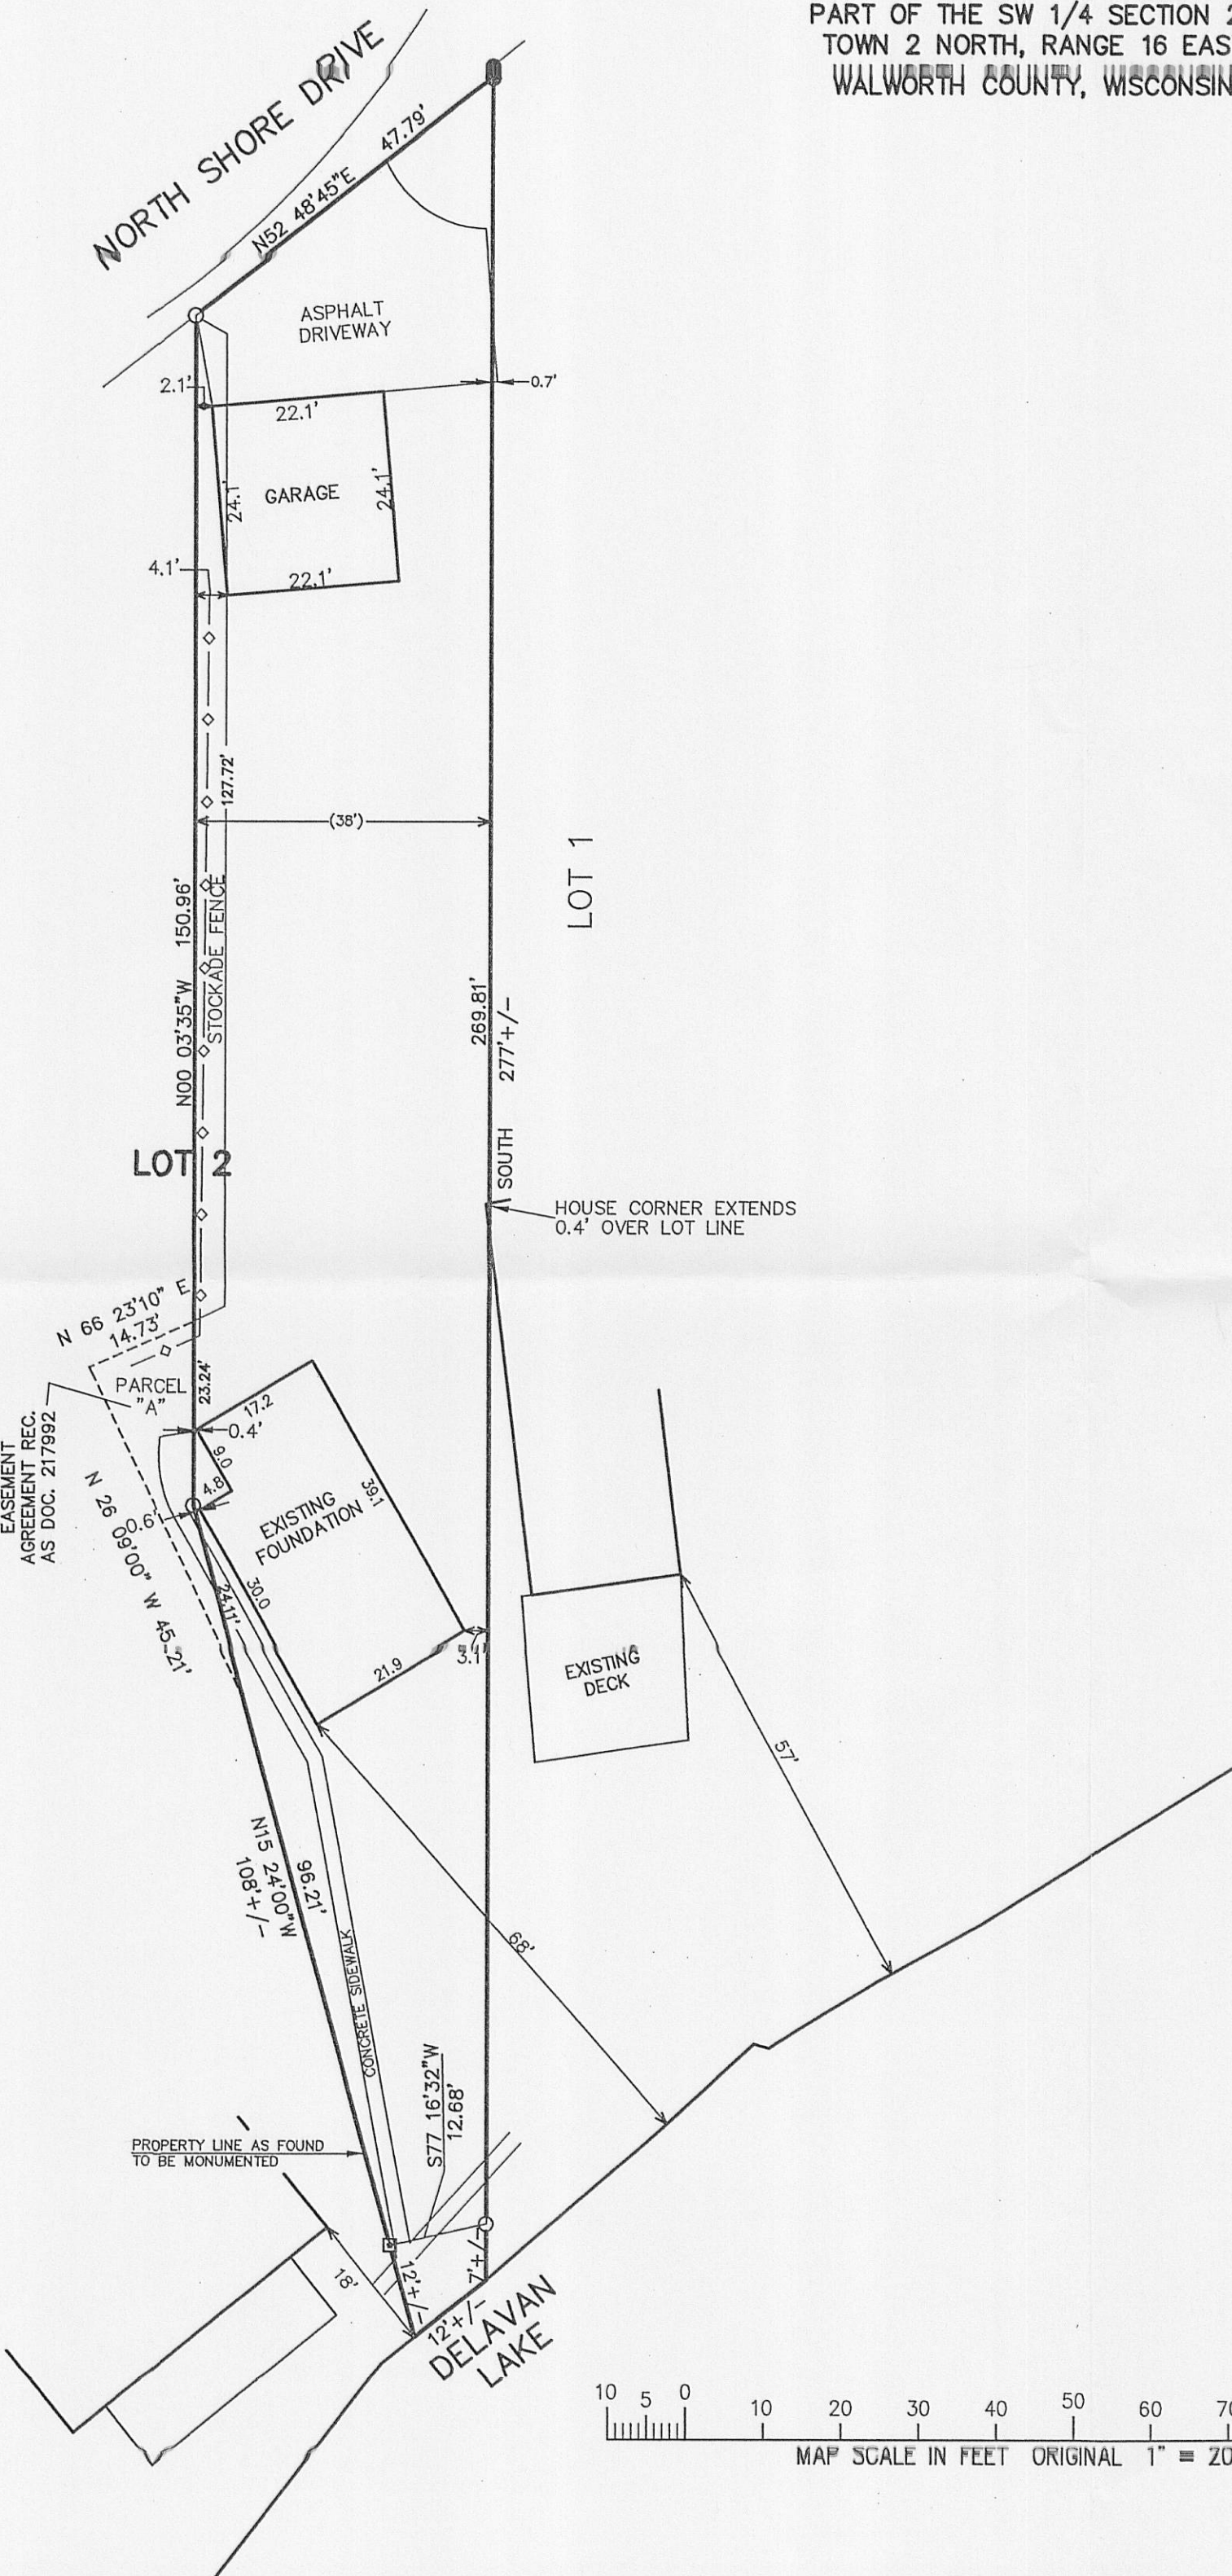 PART OF THE SW 1/4 SECTION 2
TOWN 2 NORTH, RANGE 16 EAS
WALWORTH COUNTY, WISCONSIN
NORTH SHORE DRIVE
N52 48'45"E 47.79'
ASPHALT
DRIVEWAY
2.1'
0.7'
22.1'
24.1'
GARAGE
24.1'
4.1'
22.1'
127.72'
(38')
LOT 1
N00 03'35"W 150.96'
STOCKADE FENCE
269.81'
SOUTH 277'+/-
LOT 2
HOUSE CORNER EXTENDS
0.4' OVER LOT LINE
N 66 23'10" E
14.73'
PARCEL
"A"
23.24'
17.2
0.4'
EASEMENT
AGREEMENT REC.
AS DOC. 217992
9.0
4.8
0.6'
39.1
EXISTING
FOUNDATION
N 26 09'00" W 45.21'
24.11'
30.0
3.1'
21.9
EXISTING
DECK
57'
N15 24'00"W
108'+/-
96.21'
68'
CONCRETE SIDEWALK
S77 16'32"W
12.68'
PROPERTY LINE AS FOUND
TO BE MONUMENTED
18'
12'+/-
7'+/-
12'+/-
DELAVAN
LAKE
10 5 0 10 20 30 40 50 60 70
MAP SCALE IN FEET ORIGINAL 1" = 20